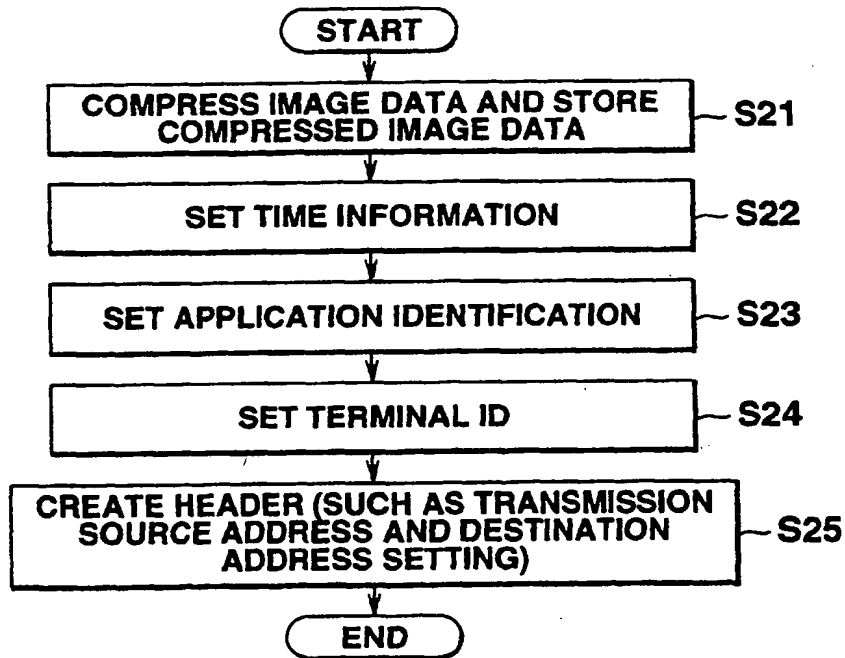 START
COMPRESS IMAGE DATA AND STORE
COMPRESSED IMAGE DATA
S21
SET TIME INFORMATION
S22
SET APPLICATION IDENTIFICATION
S23
SET TERMINAL ID
S24
CREATE HEADER (SUCH AS TRANSMISSION
SOURCE ADDRESS AND DESTINATION
ADDRESS SETTING)
S25
END